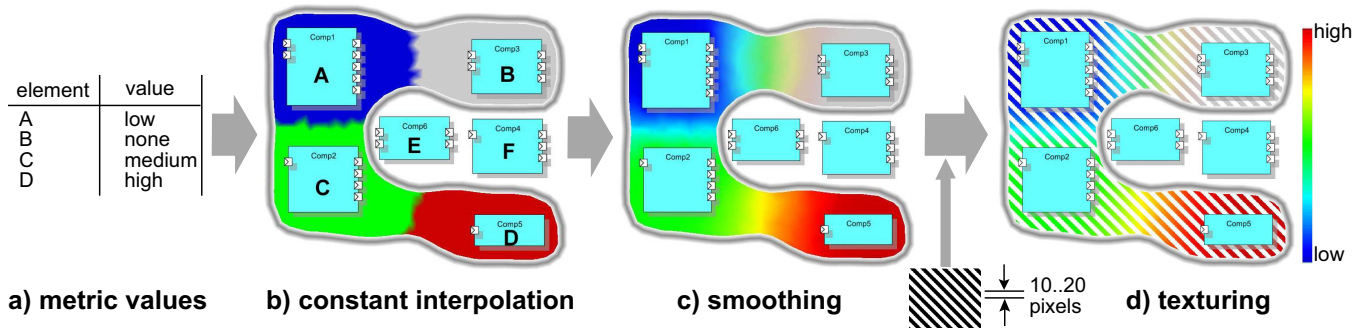 element value
A low
B none
C medium
D high
a) metric values
Comp1
A
Comp3
B
Comp6
E
Comp4
F
Comp2
C
Comp5
D
b) constant interpolation
Comp1
Comp3
Comp6
Comp4
Comp2
Comp5
c) smoothing
10..20
pixels
Comp1
Comp3
Comp6
Comp4
Comp2
Comp5
d) texturing
high
low